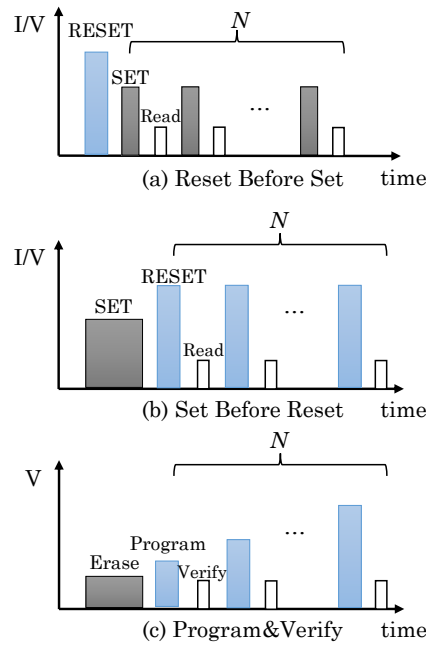 I/V
N
RESET
SET
Read
...
(a) Reset Before Set
time
N
I/V
RESET
SET
...
Read
(b) Set Before Reset
time
N
V
...
Program
Erase
Verify
(c) Program&Verify
time